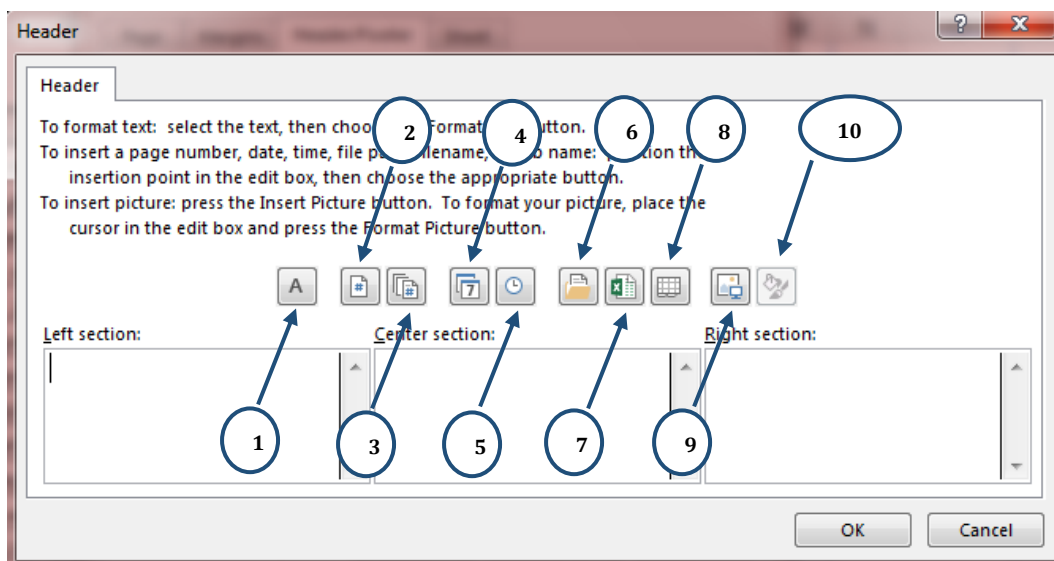 Header
?
X
Header
To format text: select the text, then choo Format utton.
To insert a page number, date, time, file p ilename, b name: p tion th
insertion point in the edit box, then choose the appropriate button.
To insert picture: press the Insert Picture button. To format your picture, place the
cursor in the edit box and press the Format Picture button.
2
4
6
8
10
A
#
#
7
Left section:
Center section:
Right section:
1
3
5
7
9
OK
Cancel